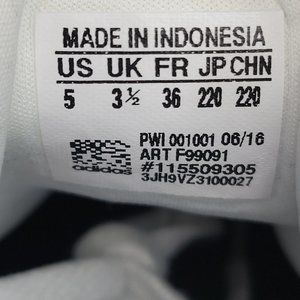 MADE IN INDONESIA
US UK FR JP CHN
5 3½ 36 220 220
PWI 001001 06/16
ART F99091
#115509305
adidas 3JH9VZ3100027